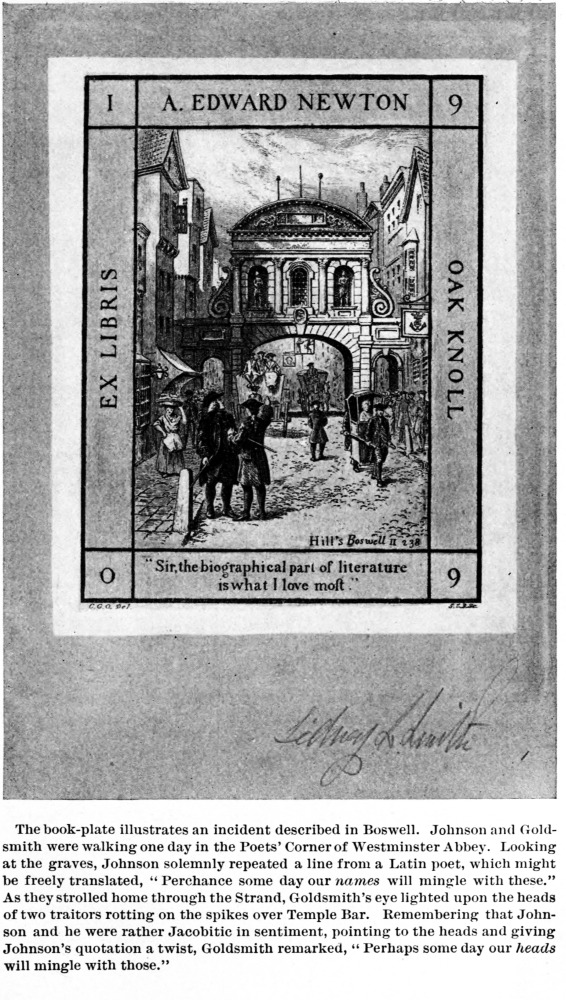 I A. EDWARD NEWTON 9
EX LIBRIS
OAK KNOLL
Hill's Boswell II 238
O "Sir, the biographical part of literature 9
is what I love moſt."
C.G.O. Del.
S.L.S. Sc.
Sidney L. Smith
The book-plate illustrates an incident described in Boswell. Johnson and Gold-
smith were walking one day in the Poets' Corner of Westminster Abbey. Looking
at the graves, Johnson solemnly repeated a line from a Latin poet, which might
be freely translated, "Perchance some day our names will mingle with these."
As they strolled home through the Strand, Goldsmith's eye lighted upon the heads
of two traitors rotting on the spikes over Temple Bar. Remembering that John-
son and he were rather Jacobitic in sentiment, pointing to the heads and giving
Johnson's quotation a twist, Goldsmith remarked, "Perhaps some day our heads
will mingle with those."